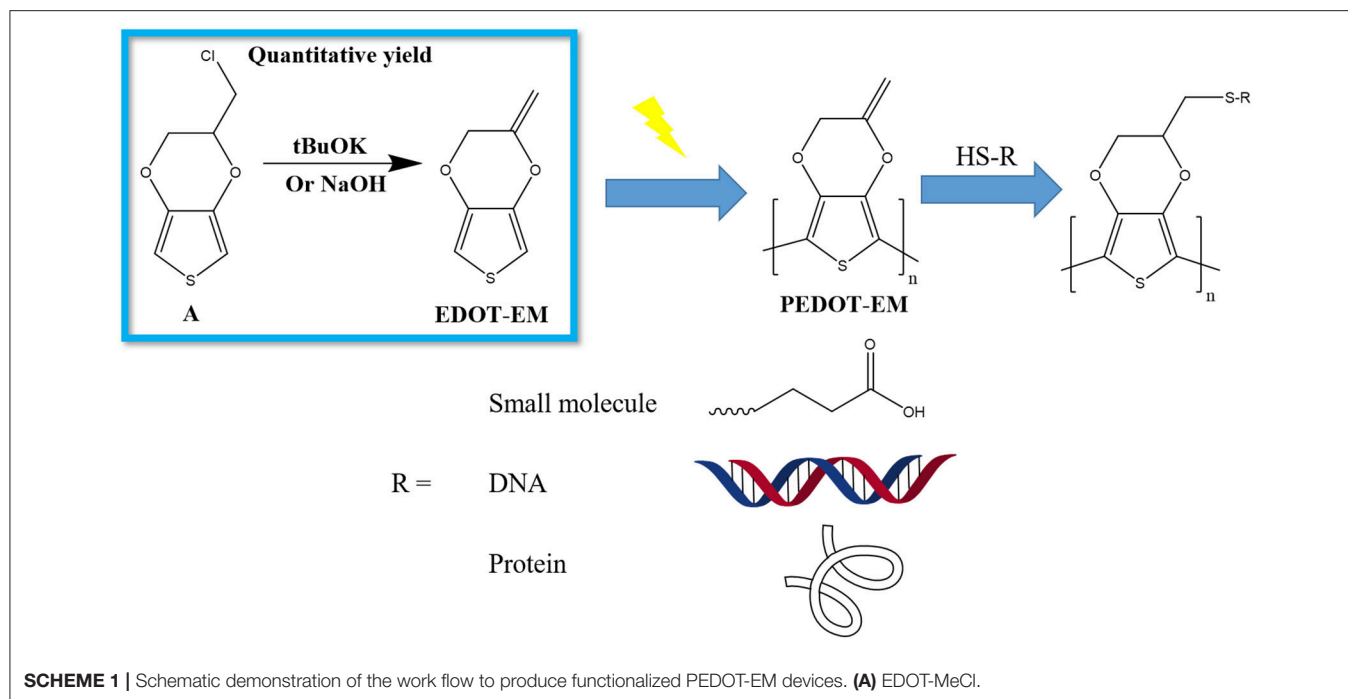 Cl
Quantitative yield
O
O
S
A
tBuOK
Or NaOH
O
O
S
EDOT-EM
O
O
S
n
PEDOT-EM
HS-R
S-R
O
O
S
n
R =
Small molecule
O
OH
DNA
Protein
SCHEME 1 | Schematic demonstration of the work flow to produce functionalized PEDOT-EM devices. (A) EDOT-MeCl.